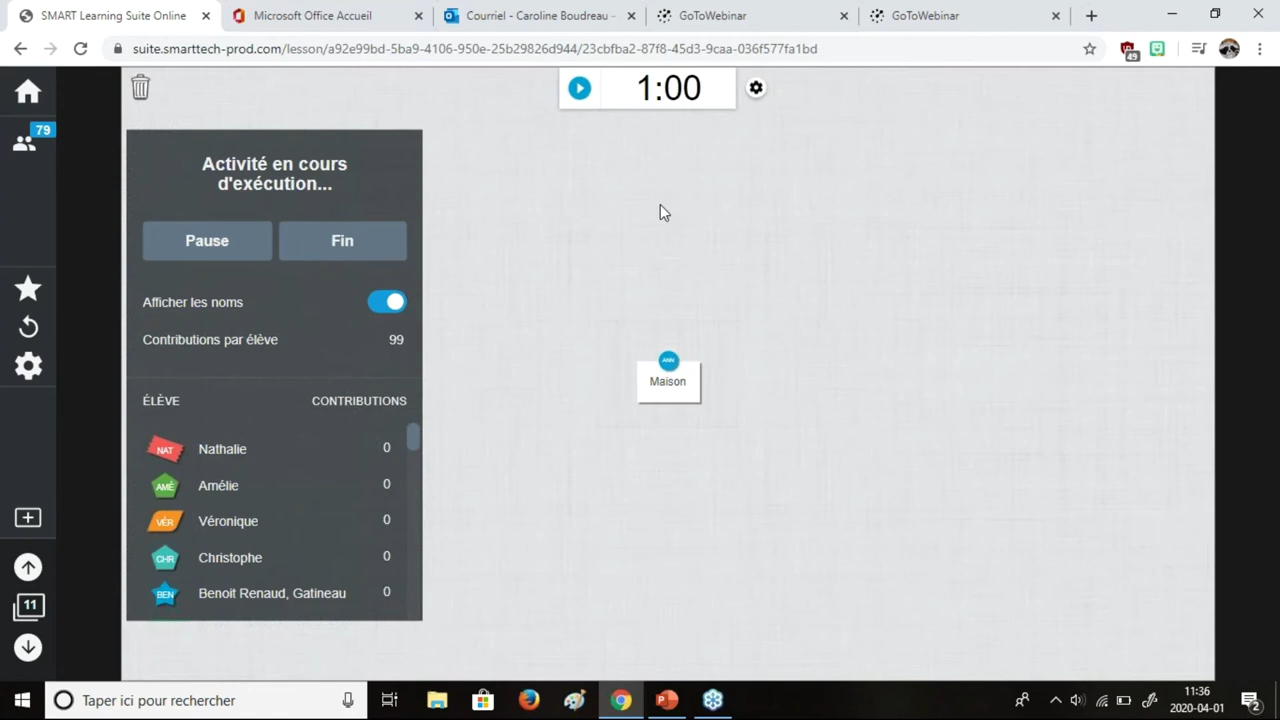 SMART Learning Suite Online
Microsoft Office Accueil
Courriel - Caroline Boudreau -
GoToWebinar
GoToWebinar
suite.smarttech-prod.com/lesson/a92e99bd-5ba9-4106-950e-25b29826d944/23cbfba2-87f8-45d3-9caa-036f577fa1bd
49
79
1:00
Activité en cours
d'exécution...
Pause
Fin
Afficher les noms
Contributions par élève
99
ÉLÈVE
CONTRIBUTIONS
NAT
Nathalie
0
AMÉ
Amélie
0
VÉR
Véronique
0
CHR
Christophe
0
BEN
Benoit Renaud, Gatineau
0
ANN
Maison
11
Taper ici pour rechercher
11:36
2020-04-01
2